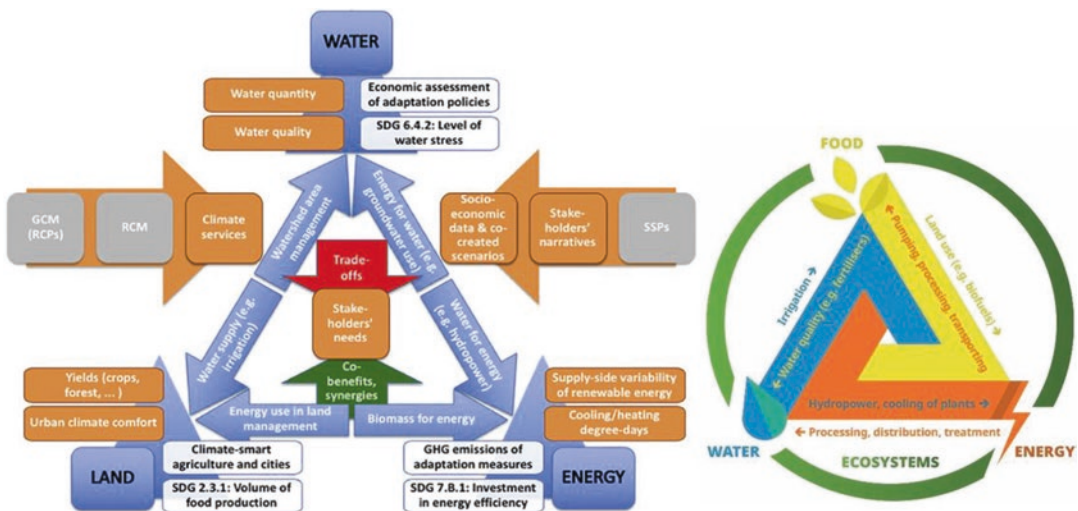 WATER
Water quantity
Economic assessment
of adaptation policies
Water quality
SDG 6.4.2: Level of
water stress
GCM
(RCPs)
RCM
Climate
services
Watershed area
management
Energy for water (e.g.
groundwater use)
Socio-
economic
data & co-
created
scenarios
Stake-
holders'
narratives
SSPs
Trade-
offs
Stake-
holders'
needs
Co-
benefits,
synergies
Water supply (e.g.
irrigation)
Water for energy
(e.g. hydropower)
Yields (crops,
forest, ... )
Urban climate comfort
Energy use in land
management
Biomass for energy
Supply-side variability
of renewable energy
Cooling/heating
degree-days
LAND
Climate-smart
agriculture and cities
SDG 2.3.1: Volume of
food production
GHG emissions of
adaptation measures
SDG 7.B.1: Investment
in energy efficiency
ENERGY
FOOD
Irrigation →
← Water quality (e.g. fertilisers)
Land use (e.g. biofuels) →
← Pumping, processing, transporting
Hydropower, cooling of plants →
← Processing, distribution, treatment
WATER
ECOSYSTEMS
ENERGY